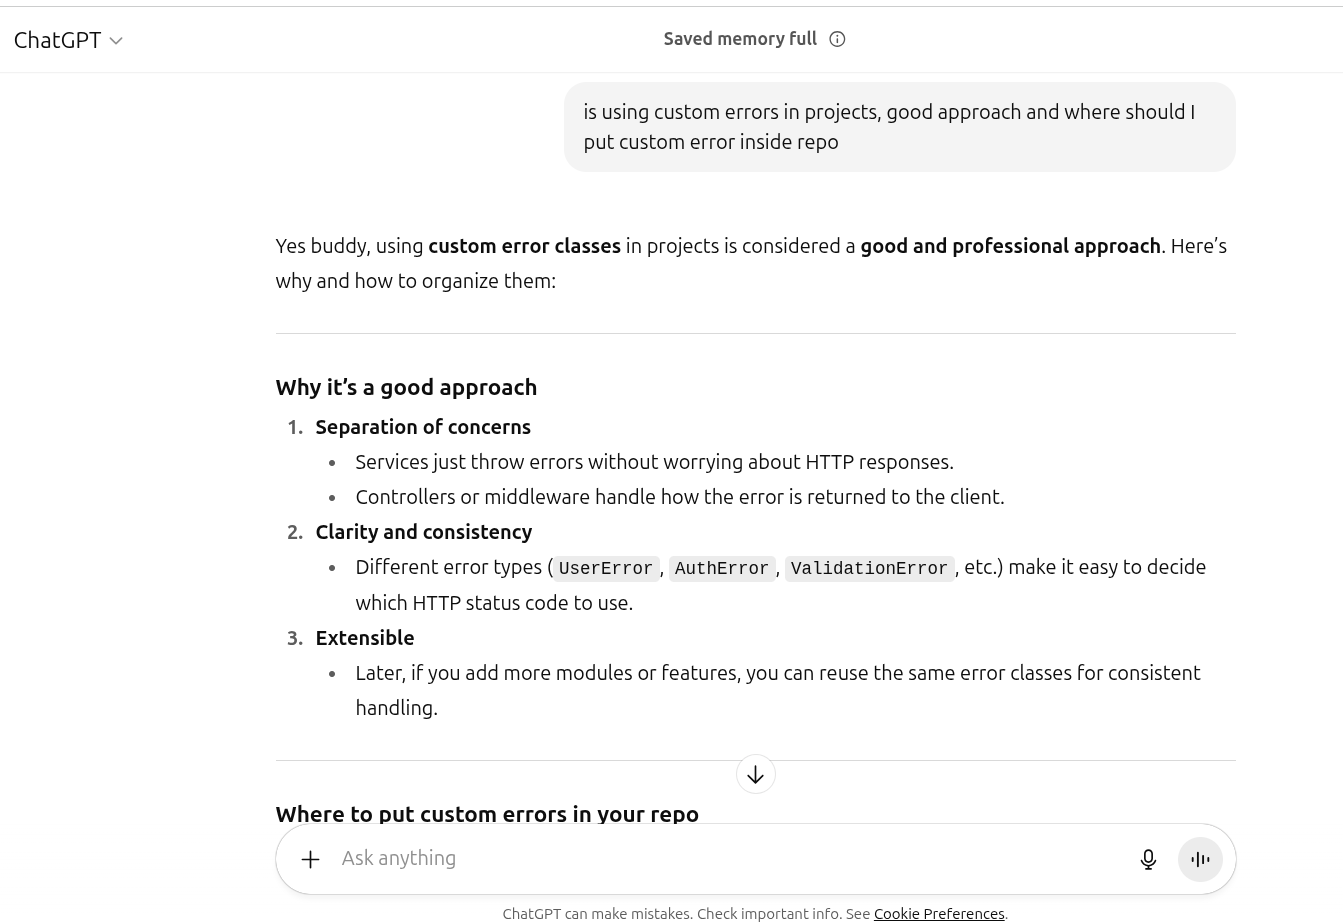 ChatGPT
Saved memory full
is using custom errors in projects, good approach and where should I
put custom error inside repo
Yes buddy, using custom error classes in projects is considered a good and professional approach. Here’s
why and how to organize them:
Why it’s a good approach
1. Separation of concerns
• Services just throw errors without worrying about HTTP responses.
• Controllers or middleware handle how the error is returned to the client.
2. Clarity and consistency
• Different error types (UserError, AuthError, ValidationError, etc.) make it easy to decide
which HTTP status code to use.
3. Extensible
• Later, if you add more modules or features, you can reuse the same error classes for consistent
handling.
Where to put custom errors in your repo
Ask anything
ChatGPT can make mistakes. Check important info. See Cookie Preferences.